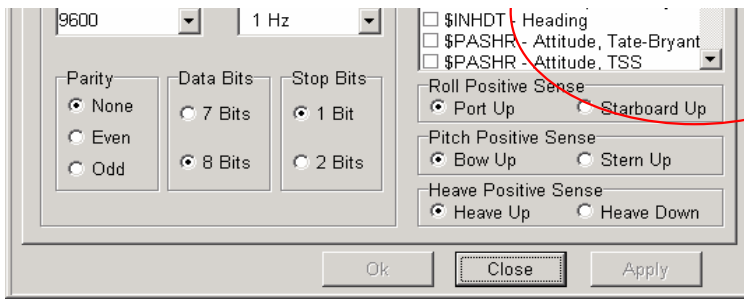 9600
1 Hz
$INHDT - Heading
$PASHR - Attitude, Tate-Bryant
$PASHR - Attitude, TSS
Parity
None
Even
Odd
Data Bits
7 Bits
8 Bits
Stop Bits
1 Bit
2 Bits
Roll Positive Sense
Port Up
Starboard Up
Pitch Positive Sense
Bow Up
Stern Up
Heave Positive Sense
Heave Up
Heave Down
Ok
Close
Apply